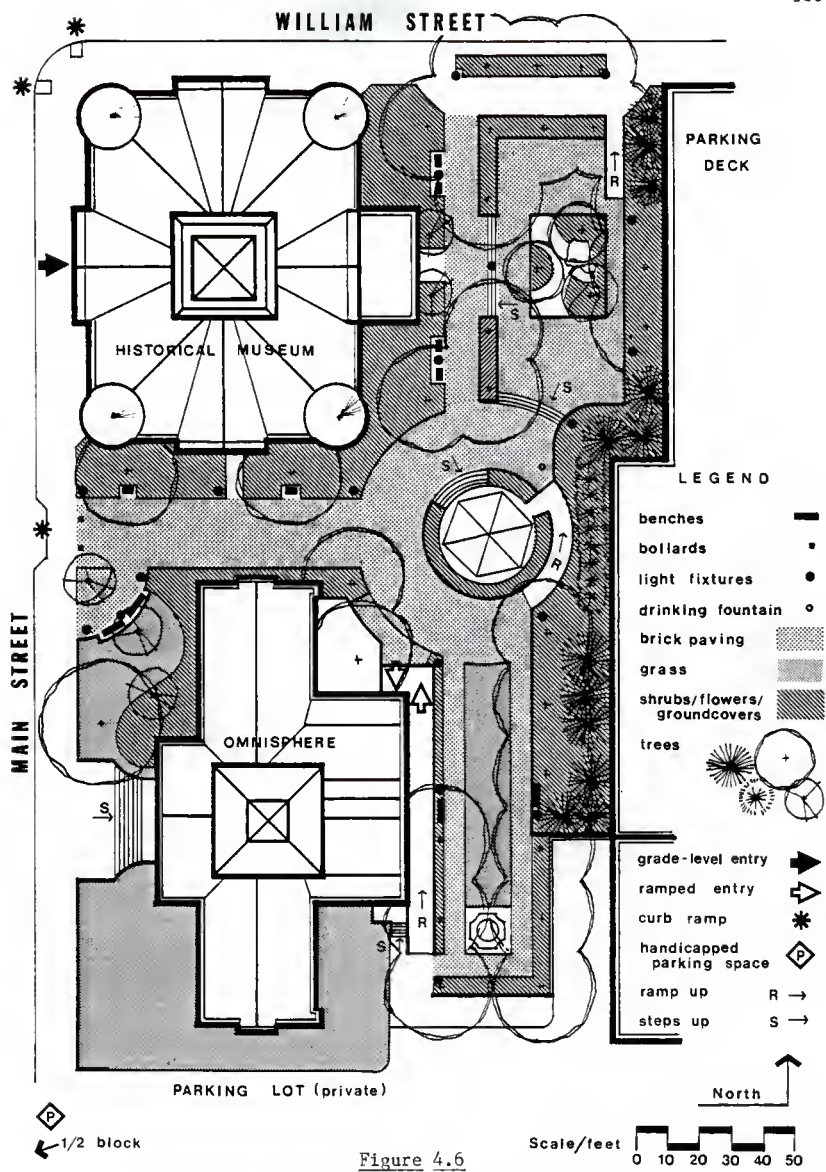 WILLIAM STREET
PARKING
DECK
R
S
HISTORICAL MUSEUM
S
S
R
LEGEND
benches
bollards
light fixtures
drinking fountain
brick paving
grass
shrubs/flowers/
groundcovers
trees
MAIN STREET
OMNISPHERE
S
R
S
grade-level entry
ramped entry
curb ramp
handicapped
parking space
P
ramp up R
steps up S
PARKING LOT (private)
North
P
1/2 block
Scale/feet
0 10 20 30 40 50
Figure 4.6